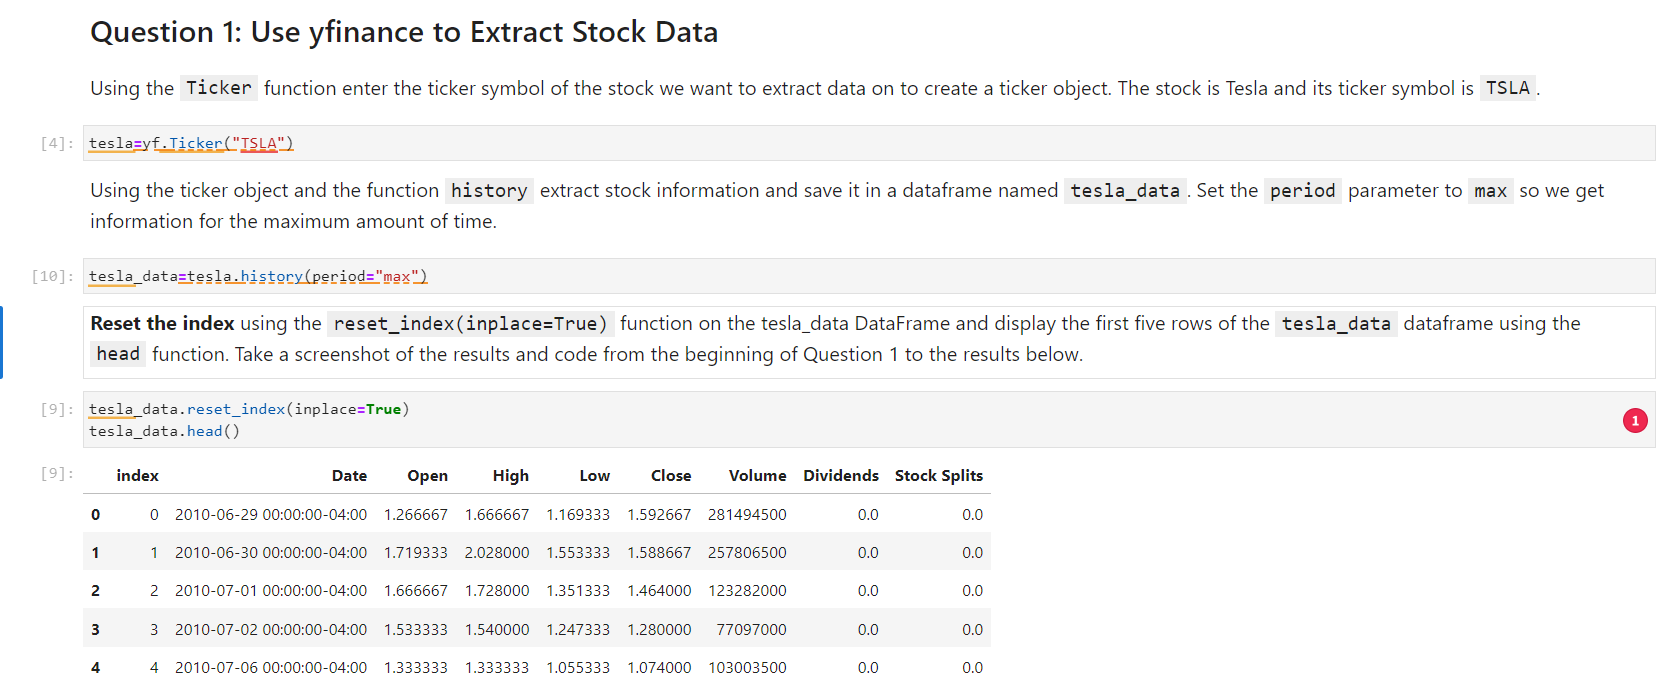 Question 1: Use yfinance to Extract Stock Data
Using the Ticker function enter the ticker symbol of the stock we want to extract data on to create a ticker object. The stock is Tesla and its ticker symbol is TSLA.
[4]: tesla=yf.Ticker("TSLA")
Using the ticker object and the function history extract stock information and save it in a dataframe named tesla_data. Set the period parameter to max so we get
information for the maximum amount of time.
[10]: tesla_data=tesla.history(period="max")
Reset the index using the reset_index(inplace=True) function on the tesla_data DataFrame and display the first five rows of the tesla_data dataframe using the
head function. Take a screenshot of the results and code from the beginning of Question 1 to the results below.
[9]: tesla_data.reset_index(inplace=True)
tesla_data.head()
1
[9]: index Date Open High Low Close Volume Dividends Stock Splits
0 0 2010-06-29 00:00:00-04:00 1.266667 1.666667 1.169333 1.592667 281494500 0.0 0.0
1 1 2010-06-30 00:00:00-04:00 1.719333 2.028000 1.553333 1.588667 257806500 0.0 0.0
2 2 2010-07-01 00:00:00-04:00 1.666667 1.728000 1.351333 1.464000 123282000 0.0 0.0
3 3 2010-07-02 00:00:00-04:00 1.533333 1.540000 1.247333 1.280000 77097000 0.0 0.0
4 4 2010-07-06 00:00:00-04:00 1.333333 1.333333 1.055333 1.074000 103003500 0.0 0.0